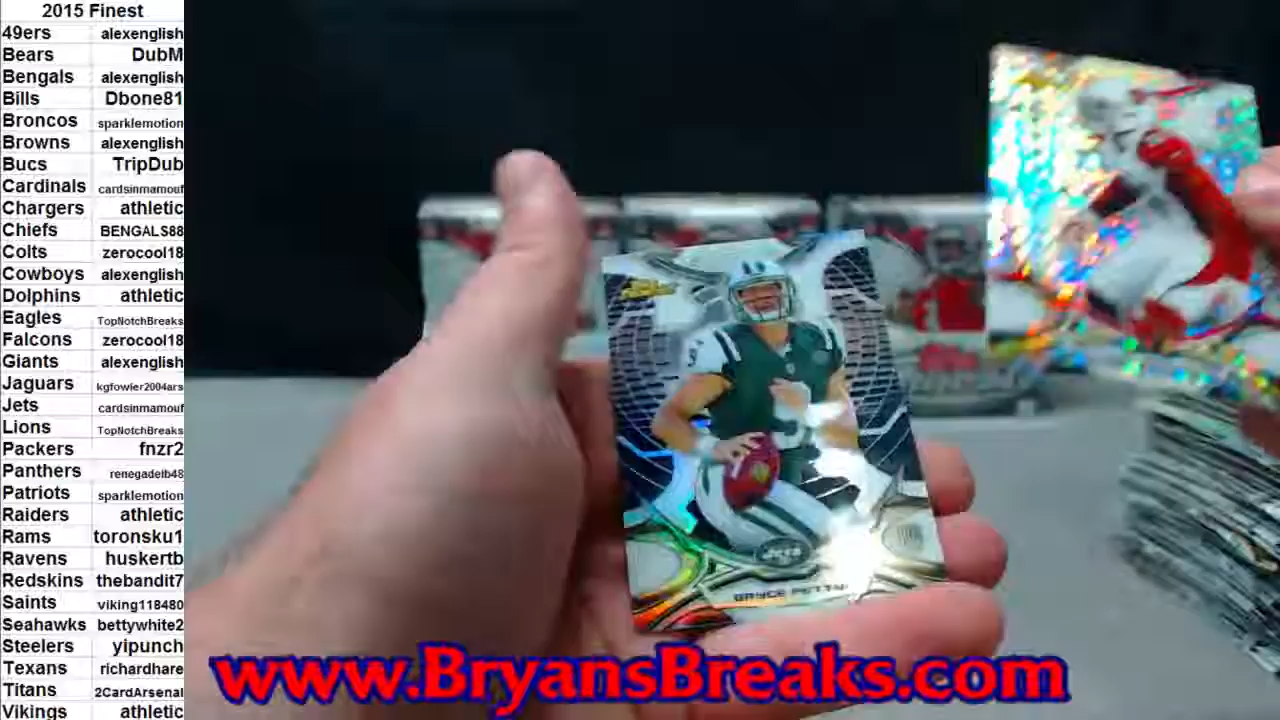 2015 Finest
49ers alexenglish
Bears DubM
Bengals alexenglish
Bills Dbone81
Broncos sparklemotion
Browns alexenglish
Bucs TripDub
Cardinals cardsinmamouf
Chargers athletic
Chiefs BENGALS88
Colts zerocool18
Cowboys alexenglish
Dolphins athletic
Eagles TopNotchBreaks
Falcons zerocool18
Giants alexenglish
Jaguars kgfowler2004ars
Jets cardsinmamouf
Lions TopNotchBreaks
Packers fnzr2
Panthers renegadelb48
Patriots sparklemotion
Raiders athletic
Rams toronsku1
Ravens huskertb
Redskins thebandit7
Saints viking118480
Seahawks bettywhite2
Steelers yipunch
Texans richardhare
Titans 2CardArsenal
Vikings athletic
JETS
BRYCE PETTY
www.BryansBreaks.com